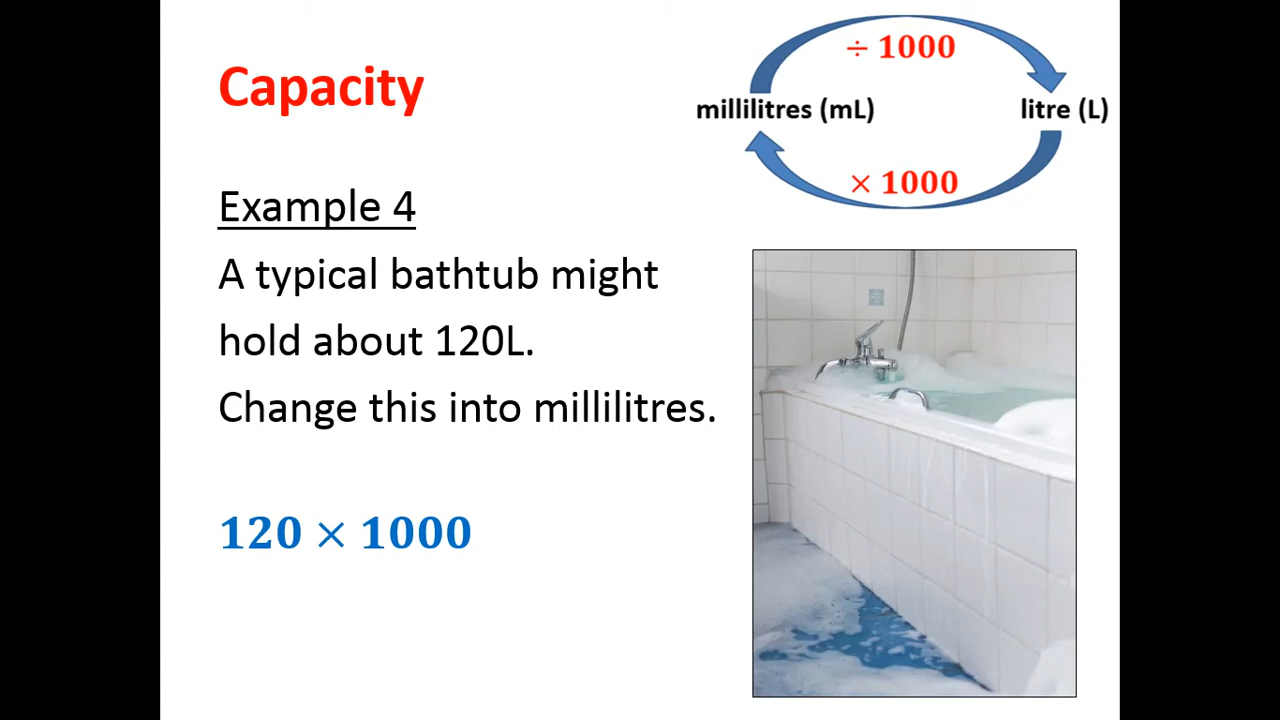 Capacity
÷ 1000
millilitres (mL)
litre (L)
× 1000
Example 4
A typical bathtub might
hold about 120L.
Change this into millilitres.
120 × 1000